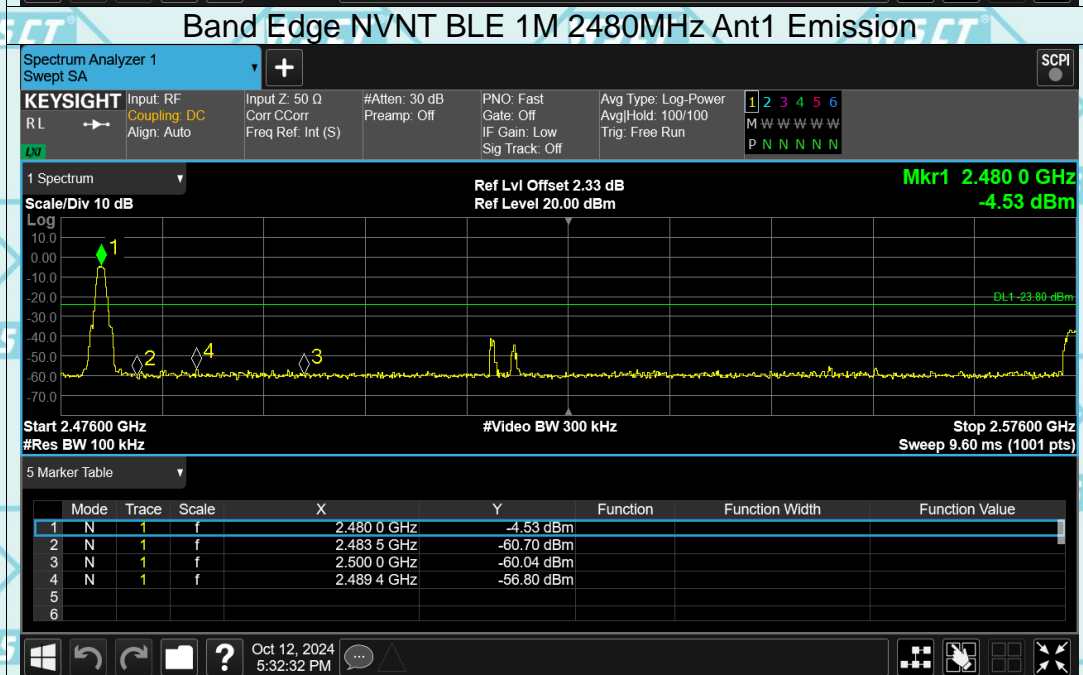 Band Edge NVNT BLE 1M 2480MHz Ant1 Emission
Spectrum Analyzer 1
Swept SA
+
SCPI
KEYSIGHT
R L
LXI
Input: RF
Coupling: DC
Align: Auto
Input Z: 50 Ω
Corr CCorr
Freq Ref: Int (S)
#Atten: 30 dB
Preamp: Off
PNO: Fast
Gate: Off
IF Gain: Low
Sig Track: Off
Avg Type: Log-Power
Avg|Hold: 100/100
Trig: Free Run
1 2 3 4 5 6
M W W W W W
P N N N N N
1 Spectrum
Scale/Div 10 dB
Ref Lvl Offset 2.33 dB
Ref Level 20.00 dBm
Mkr1 2.480 0 GHz
-4.53 dBm
Log
10.0
0.00
-10.0
-20.0
-30.0
-40.0
-50.0
-60.0
-70.0
1
2
4
3
DL1 -23.80 dBm
Start 2.47600 GHz
#Video BW 300 kHz
Stop 2.57600 GHz
#Res BW 100 kHz
Sweep 9.60 ms (1001 pts)
5 Marker Table
Mode Trace Scale X Y Function Function Width Function Value
1 N 1 f 2.480 0 GHz -4.53 dBm
2 N 1 f 2.483 5 GHz -60.70 dBm
3 N 1 f 2.500 0 GHz -60.04 dBm
4 N 1 f 2.489 4 GHz -56.80 dBm
5
6
?
Oct 12, 2024
5:32:32 PM